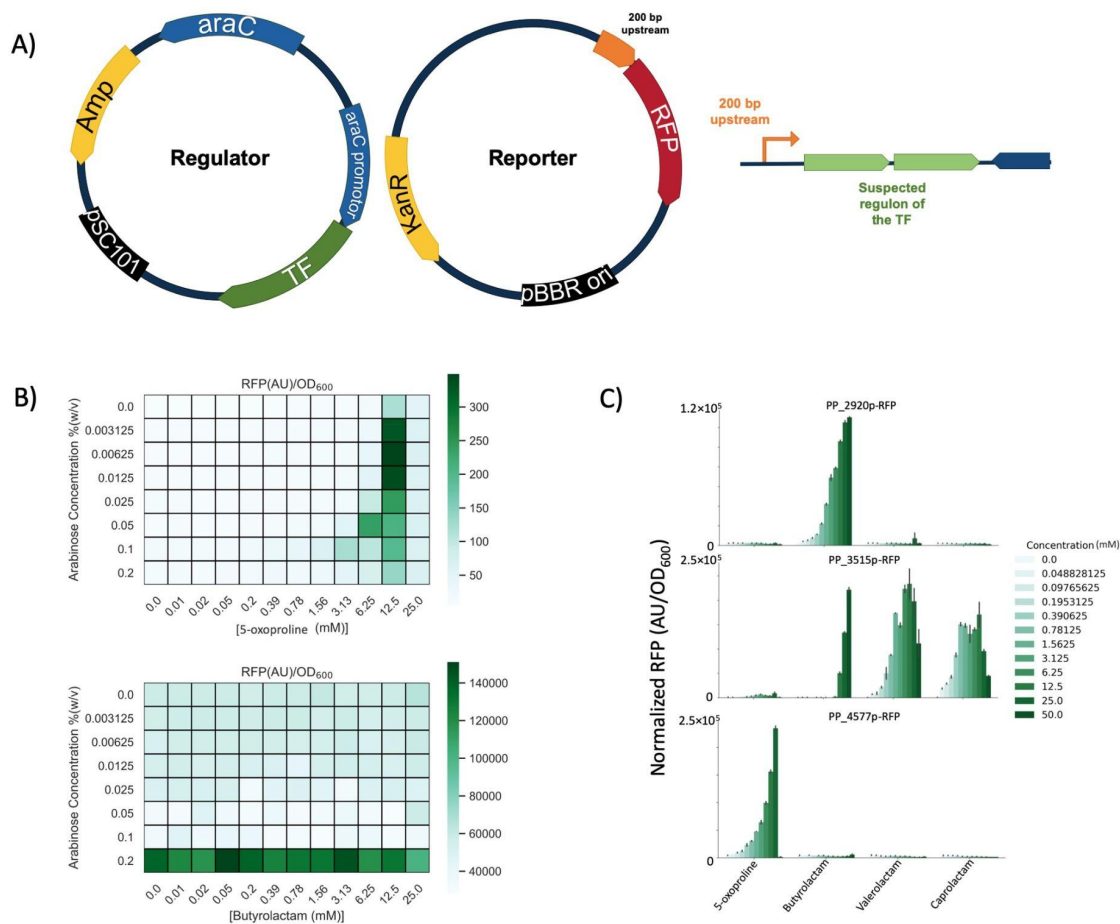 A)
araC
Amp
araC promotor
Regulator
pSC101
TF
200 bp
upstream
RFP
Reporter
KanR
pBBR ori
200 bp
upstream
Suspected
regulon of
the TF
B)
RFP(AU)/OD600
Arabinose Concentration %(w/v)
0.0
0.003125
0.00625
0.0125
0.025
0.05
0.1
0.2
0.0 0.01 0.02 0.05 0.2 0.39 0.78 1.56 3.13 6.25 12.5 25.0
[5-oxoproline (mM)]
300
250
200
150
100
50
RFP(AU)/OD600
Arabinose Concentration %(w/v)
0.0
0.003125
0.00625
0.0125
0.025
0.05
0.1
0.2
0.0 0.01 0.02 0.05 0.2 0.39 0.78 1.56 3.13 6.25 12.5 25.0
[Butyrolactam (mM)]
140000
120000
100000
80000
60000
40000
C)
Normalized RFP (AU/OD600)
PP_2920p-RFP
1.2×10⁵
0
PP_3515p-RFP
2.5×10⁵
0
PP_4577p-RFP
2.5×10⁵
0
5-oxoproline
Butyrolactam
Valerolactam
Caprolactam
Concentration (mM)
0.0
0.048828125
0.09765625
0.1953125
0.390625
0.78125
1.5625
3.125
6.25
12.5
25.0
50.0